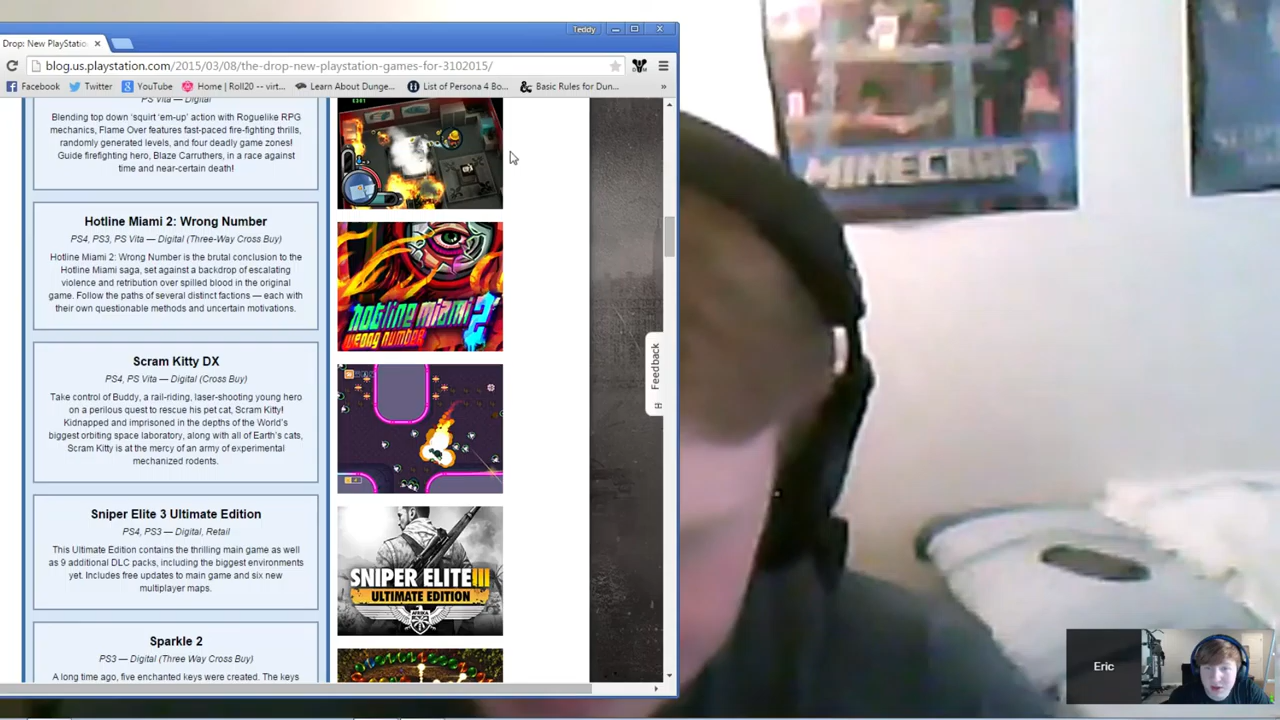 Teddy
Drop: New PlayStatio
blog.us.playstation.com/2015/03/08/the-drop-new-playstation-games-for-3102015/
Facebook Twitter YouTube Home | Roll20 -- virt... Learn About Dunge... List of Persona 4 Bo... Basic Rules for Dun... »
PS Vita — Digital
Blending top down 'squirt 'em-up' action with Roguelike RPG
mechanics, Flame Over features fast-paced fire-fighting thrills,
randomly generated levels, and four deadly game zones!
Guide firefighting hero, Blaze Carruthers, in a race against
time and near-certain death!
Hotline Miami 2: Wrong Number
PS4, PS3, PS Vita — Digital (Three-Way Cross Buy)
Hotline Miami 2: Wrong Number is the brutal conclusion to the
Hotline Miami saga, set against a backdrop of escalating
violence and retribution over spilled blood in the original
game. Follow the paths of several distinct factions — each with
their own questionable methods and uncertain motivations.
hotline miami 2
wrong number
Scram Kitty DX
PS4, PS Vita — Digital (Cross Buy)
Take control of Buddy, a rail-riding, laser-shooting young hero
on a perilous quest to rescue his pet cat, Scram Kitty!
Kidnapped and imprisoned in the depths of the World's
biggest orbiting space laboratory, along with all of Earth's cats,
Scram Kitty is at the mercy of an army of experimental
mechanized rodents.
Sniper Elite 3 Ultimate Edition
PS4, PS3 — Digital, Retail
This Ultimate Edition contains the thrilling main game as well
as 9 additional DLC packs, including the biggest environments
yet. Includes free updates to main game and six new
multiplayer maps.
SNIPER ELITE III
ULTIMATE EDITION
AFRIKA
Sparkle 2
PS3 — Digital (Three Way Cross Buy)
A long time ago, five enchanted keys were created. The keys
Feedback
MINECRAFT
Eric